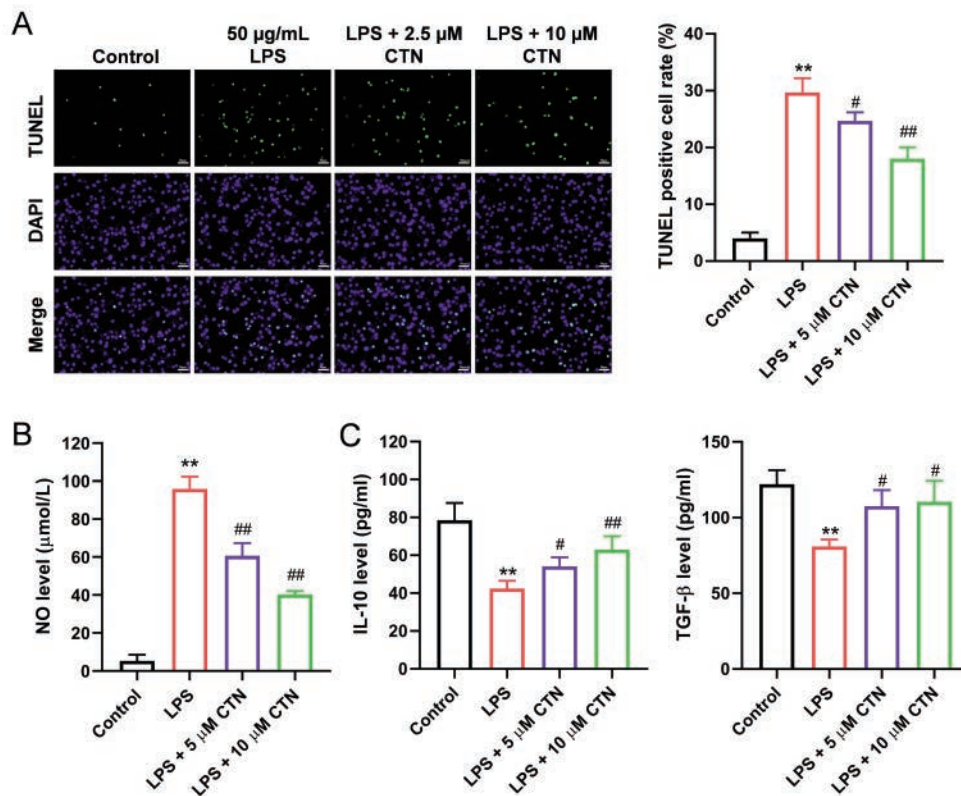 A
Control
50 µg/mL
LPS
LPS + 2.5 µM
CTN
LPS + 10 µM
CTN
TUNEL
DAPI
Merge
TUNEL positive cell rate (%)
40
30
20
10
0
**
#
##
Control
LPS
LPS + 5 µM CTN
LPS + 10 µM CTN
B
NO level (µmol/L)
120
100
80
60
40
20
0
**
##
##
Control
LPS
LPS + 5 µM CTN
LPS + 10 µM CTN
C
IL-10 level (pg/ml)
120
100
80
60
40
20
0
**
#
##
Control
LPS
LPS + 5 µM CTN
LPS + 10 µM CTN
TGF-β level (pg/ml)
150
100
50
0
**
#
#
Control
LPS
LPS + 5 µM CTN
LPS + 10 µM CTN